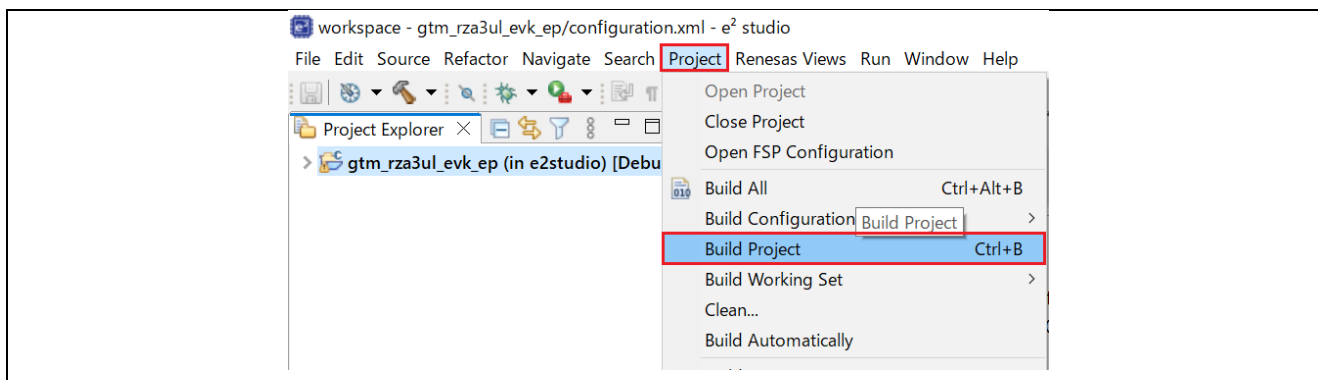 workspace - gtm_rza3ul_evk_ep/configuration.xml - e² studio
File Edit Source Refactor Navigate Search Project Renesas Views Run Window Help
Open Project
Project Explorer
Close Project
Open FSP Configuration
gtm_rza3ul_evk_ep (in e2studio) [Debu
010 Build All Ctrl+Alt+B
Build Configuration Build Project
Build Project Ctrl+B
Build Working Set
Clean...
Build Automatically